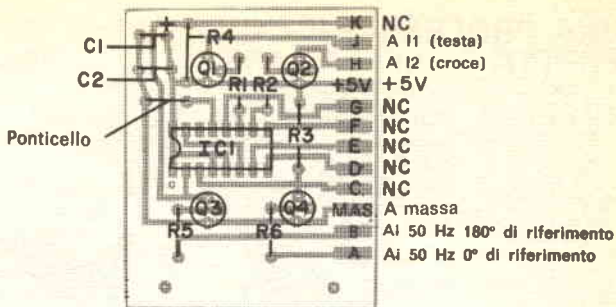 + K NC
C1 R4 J A I1 (testa)
C2 Q1 Q2 H A I2 (croce)
R1 R2 +5V +5V
G NC
Ponticello R3 F NC
IC1 E NC
D NC
C NC
Q3 Q4 MAS A massa
R5 R6 B Ai 50 Hz 180° di riferimento
A Ai 50 Hz 0° di riferimento